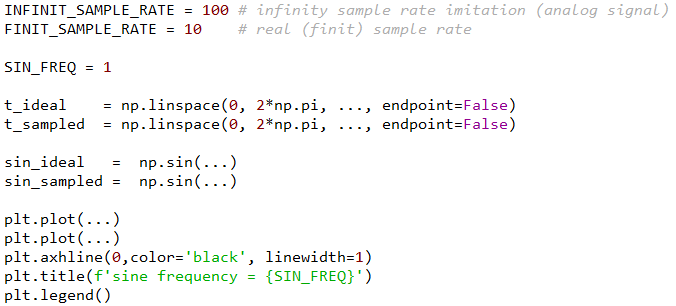 INFINIT_SAMPLE_RATE = 100 # infinity sample rate imitation (analog signal)
FINIT_SAMPLE_RATE = 10    # real (finit) sample rate
SIN_FREQ = 1
t_ideal    = np.linspace(0, 2*np.pi, ..., endpoint=False)
t_sampled  = np.linspace(0, 2*np.pi, ..., endpoint=False)
sin_ideal   =  np.sin(...)
sin_sampled =  np.sin(...)
plt.plot(...)
plt.plot(...)
plt.axhline(0,color='black', linewidth=1)
plt.title(f'sine frequency = {SIN_FREQ}')
plt.legend()